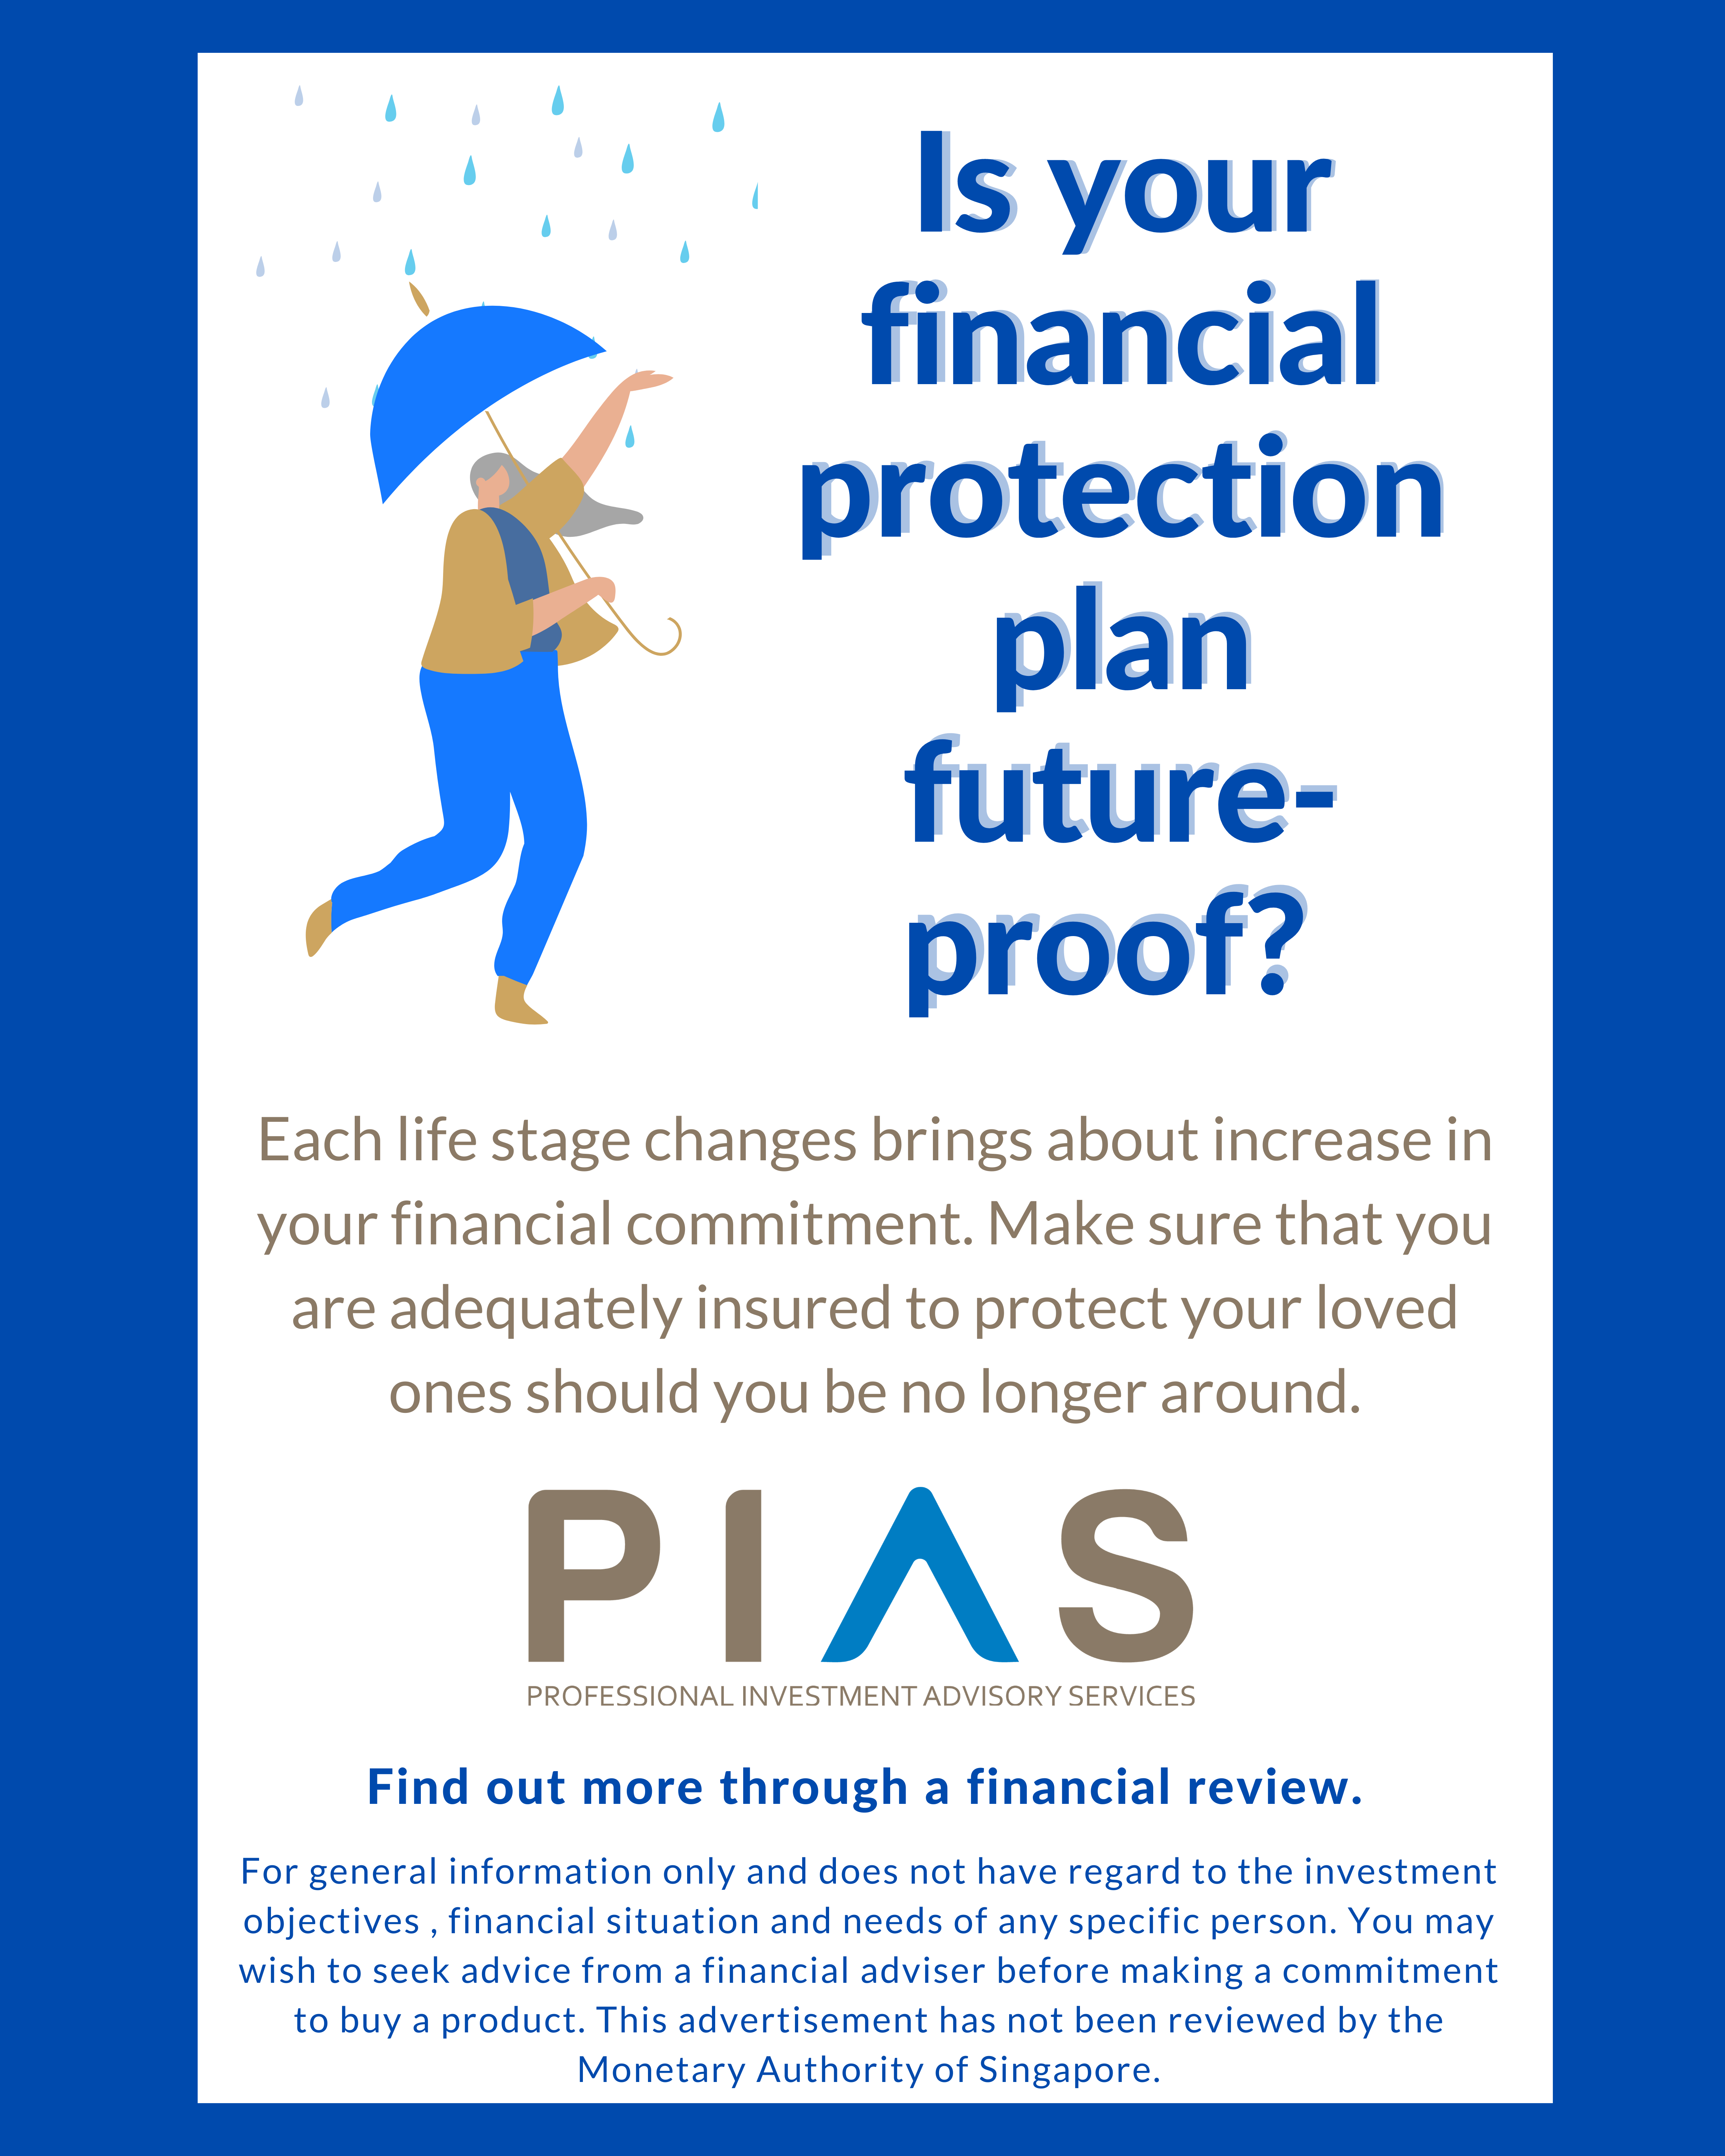 Is your
financial
protection
plan
future-
proof?
Each life stage changes brings about increase in
your financial commitment. Make sure that you
are adequately insured to protect your loved
ones should you be no longer around.
PIAS
PROFESSIONAL INVESTMENT ADVISORY SERVICES
Find out more through a financial review.
For general information only and does not have regard to the investment
objectives , financial situation and needs of any specific person. You may
wish to seek advice from a financial adviser before making a commitment
to buy a product. This advertisement has not been reviewed by the
Monetary Authority of Singapore.